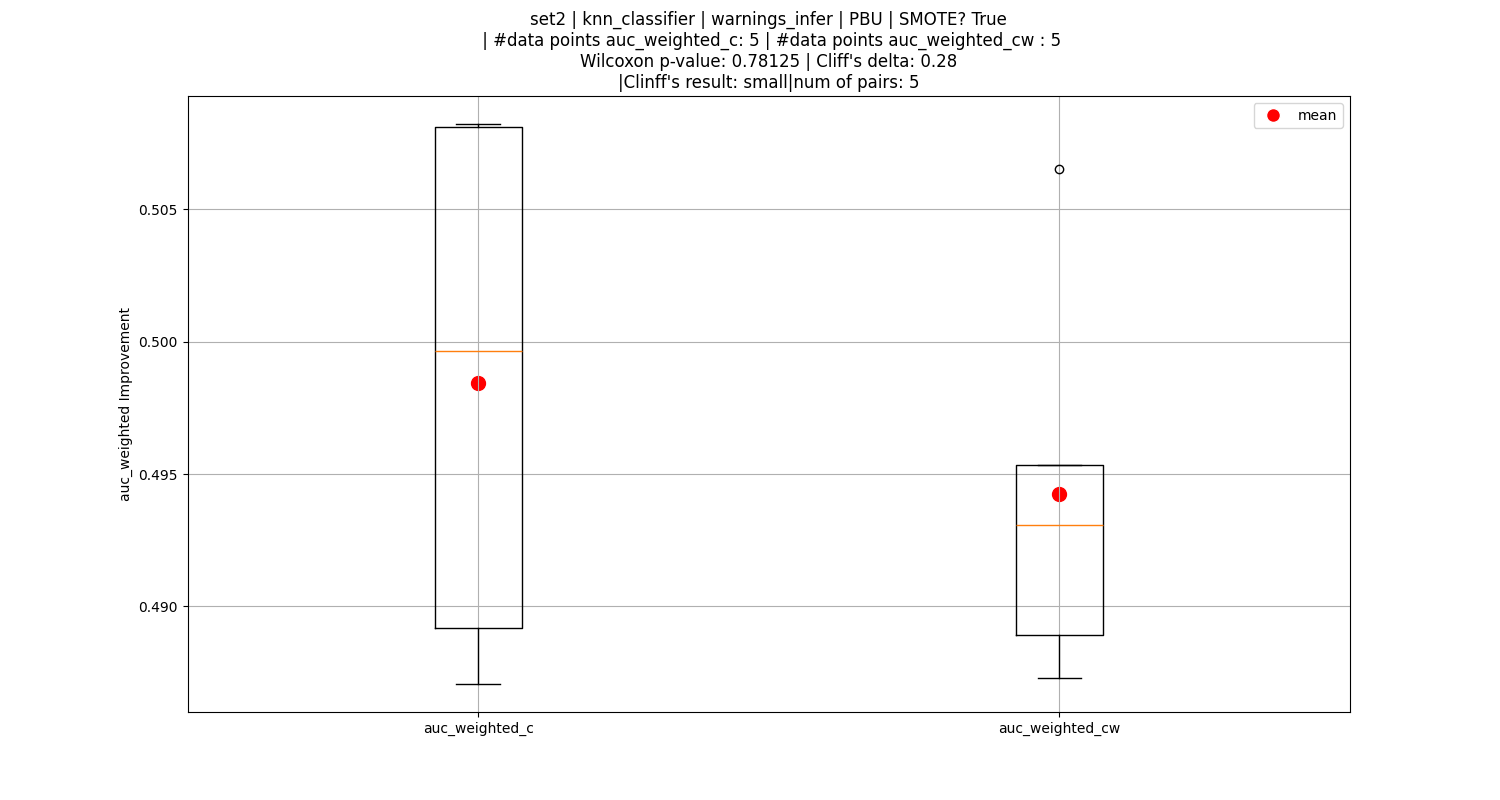 set2 | knn_classifier | warnings_infer | PBU | SMOTE? True
| #data points auc_weighted_c: 5 | #data points auc_weighted_cw : 5
Wilcoxon p-value: 0.78125 | Cliff's delta: 0.28
|Clinff's result: small|num of pairs: 5
mean
0.505
0.500
0.495
0.490
auc_weighted Improvement
auc_weighted_c
auc_weighted_cw